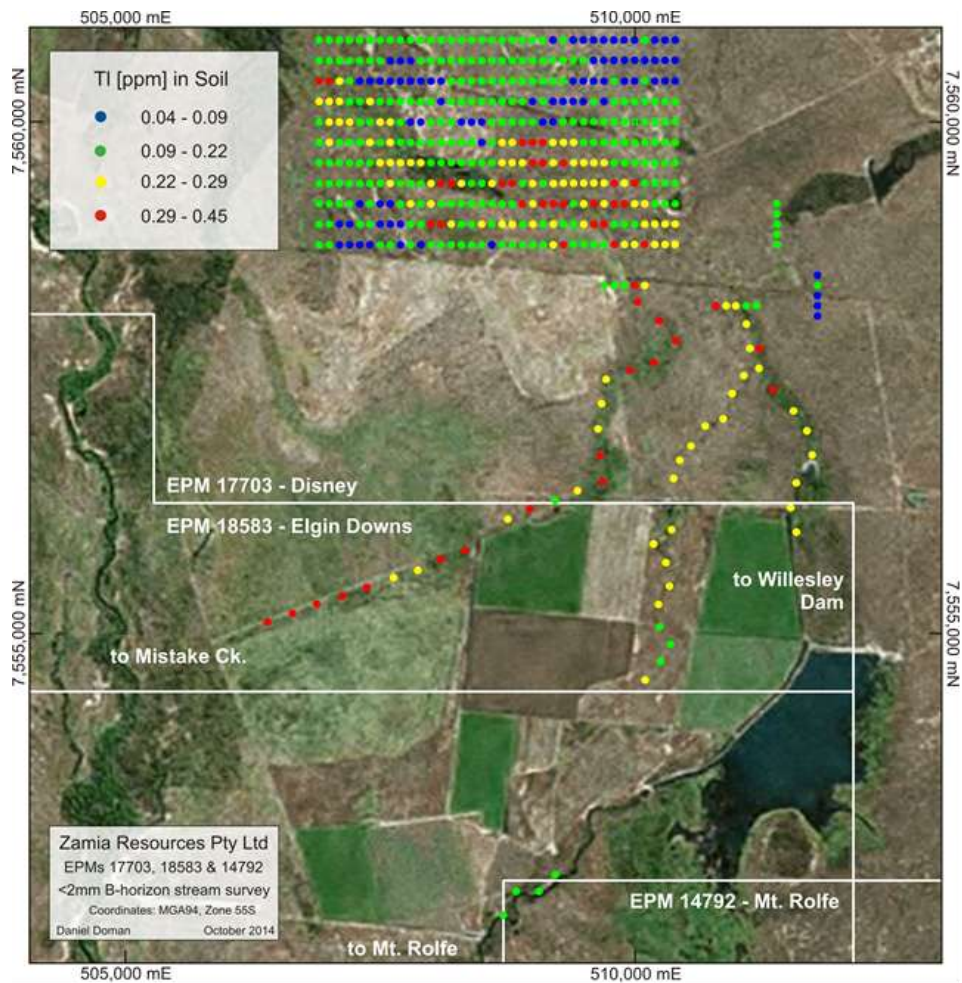 505,000 mE
510,000 mE
7,560,000 mN
7,560,000 mN
Tl [ppm] in Soil
0.04 - 0.09
0.09 - 0.22
0.22 - 0.29
0.29 - 0.45
EPM 17703 - Disney
EPM 18583 - Elgin Downs
to Willesley
Dam
7,555,000 mN
7,555,000 mN
to Mistake Ck.
Zamia Resources Pty Ltd
EPMs 17703, 18583 & 14792
<2mm B-horizon stream survey
Coordinates: MGA94, Zone 55S
Daniel Doman October 2014
EPM 14792 - Mt. Rolfe
to Mt. Rolfe
505,000 mE
510,000 mE